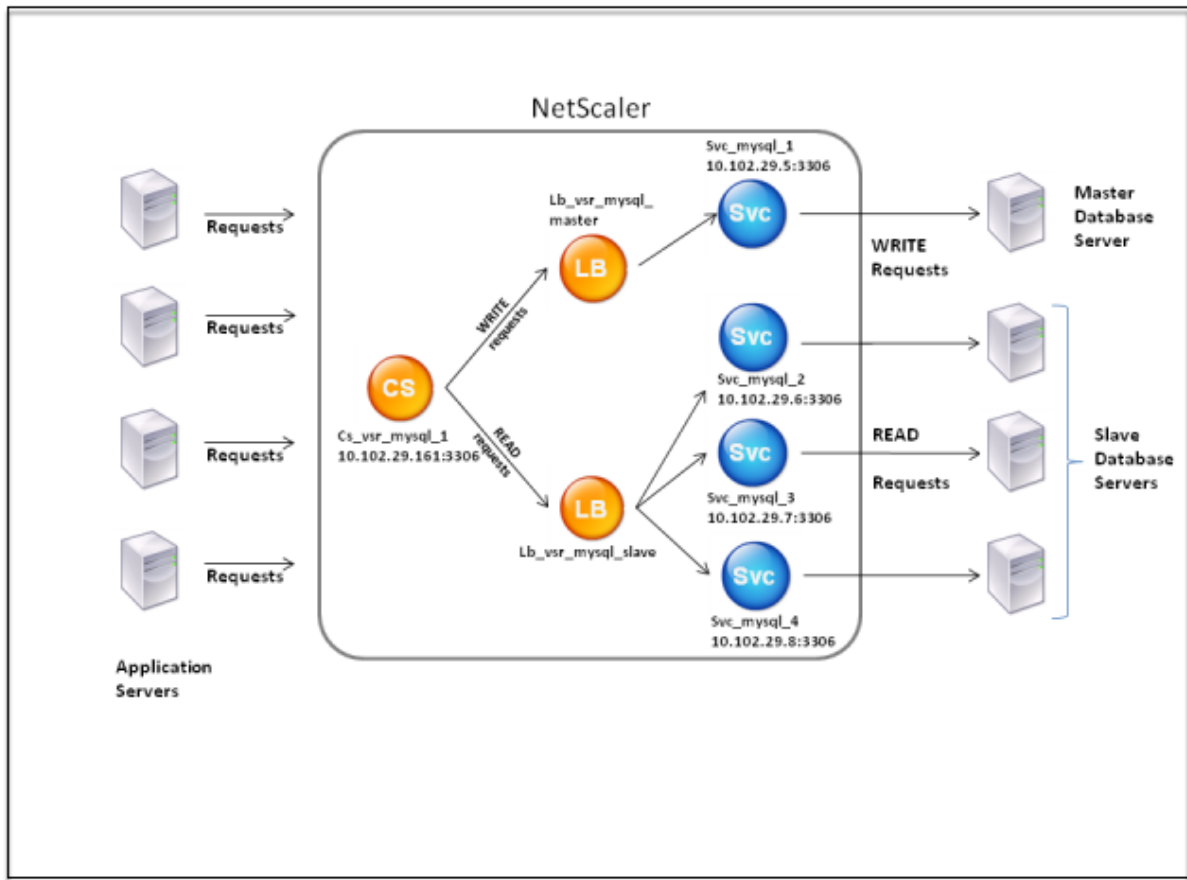 NetScaler
Svc_mysql_1
10.102.29.5:3306
Svc
Lb_vsr_mysql_
master
LB
Requests
WRITE
Requests
Master
Database
Server
WRITE
requests
Requests
Svc
Svc_mysql_2
10.102.29.6:3306
CS
Cs_vsr_mysql_1
10.102.29.161:3306
READ
requests
Requests
Svc
Svc_mysql_3
10.102.29.7:3306
READ
Requests
Slave
Database
Servers
LB
Lb_vsr_mysql_slave
Requests
Svc
Svc_mysql_4
10.102.29.8:3306
Application
Servers